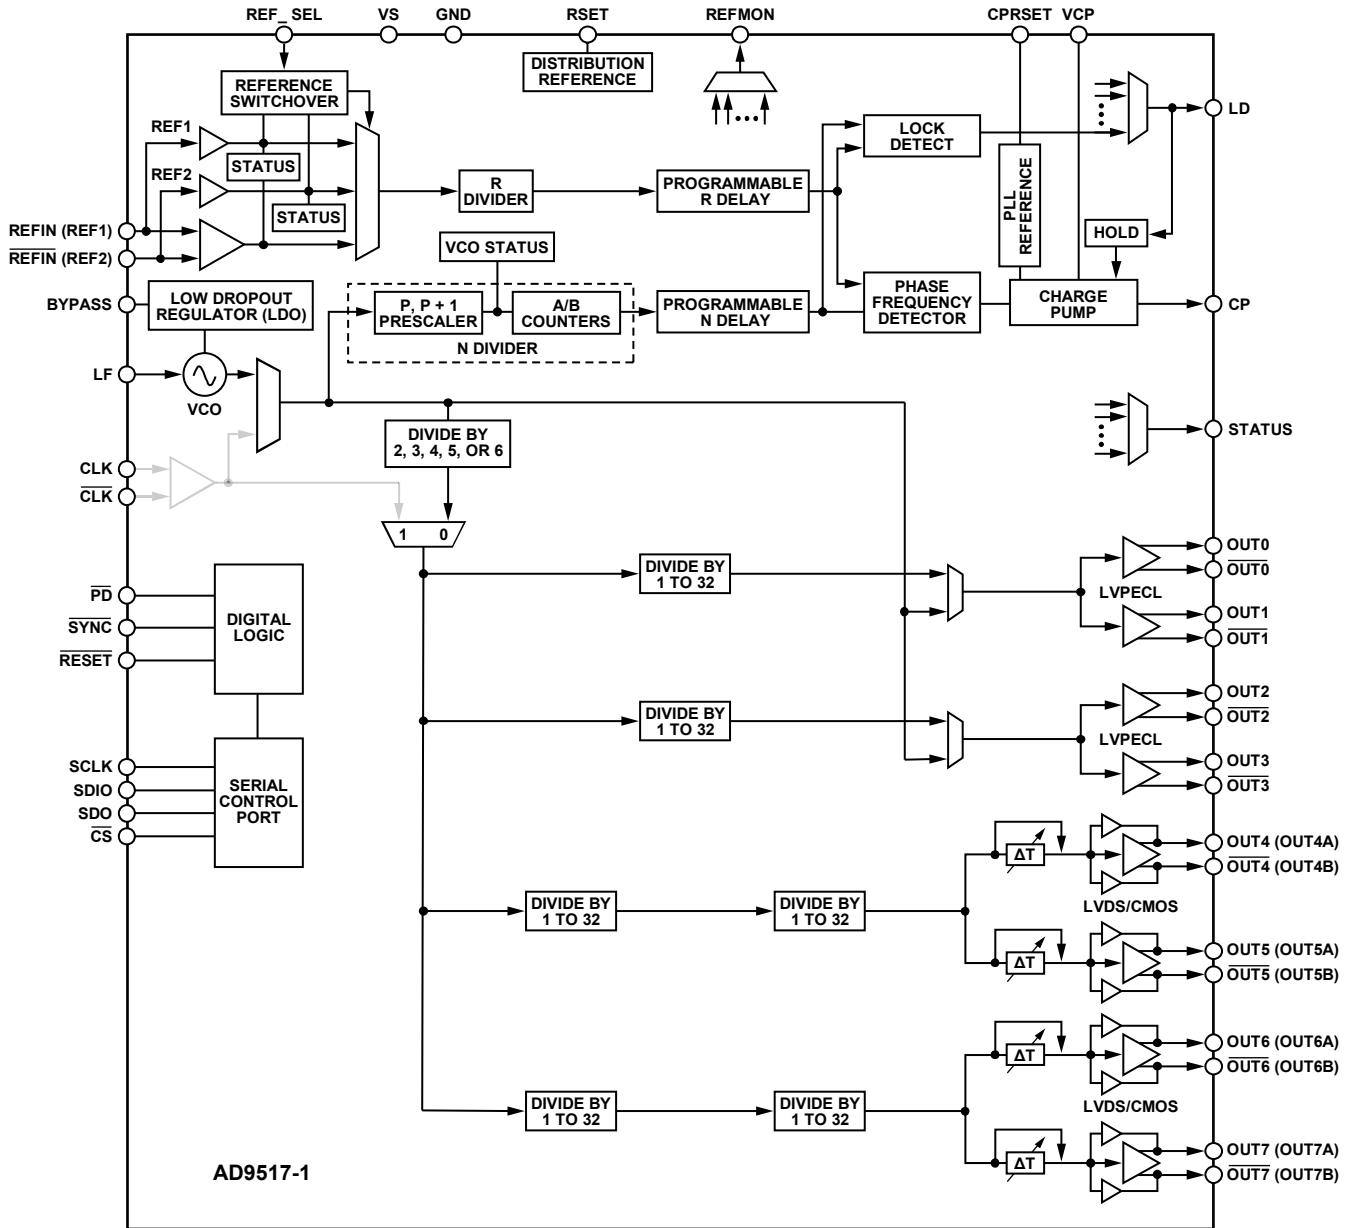 REF_ SEL VS GND RSET REFMON CPRSET VCP
DISTRIBUTION
REFERENCE
REFERENCE
SWITCHOVER
REF1
STATUS
REF2
STATUS
R
DIVIDER
PROGRAMMABLE
R DELAY
LOCK
DETECT
LD
PLL
REFERENCE
HOLD
REFIN (REF1)
REFIN (REF2)
VCO STATUS
BYPASS
LOW DROPOUT
REGULATOR (LDO)
P, P + 1
PRESCALER
A/B
COUNTERS
N DIVIDER
PROGRAMMABLE
N DELAY
PHASE
FREQUENCY
DETECTOR
CHARGE
PUMP
CP
LF
VCO
STATUS
DIVIDE BY
2, 3, 4, 5, OR 6
CLK
CLK
1 0
DIVIDE BY
1 TO 32
LVPECL
OUT0
OUT0
OUT1
OUT1
PD
SYNC
RESET
DIGITAL
LOGIC
DIVIDE BY
1 TO 32
LVPECL
OUT2
OUT2
OUT3
OUT3
SCLK
SDIO
SDO
CS
SERIAL
CONTROL
PORT
DIVIDE BY
1 TO 32
DIVIDE BY
1 TO 32
ΔT
OUT4 (OUT4A)
OUT4 (OUT4B)
LVDS/CMOS
ΔT
OUT5 (OUT5A)
OUT5 (OUT5B)
DIVIDE BY
1 TO 32
DIVIDE BY
1 TO 32
ΔT
OUT6 (OUT6A)
OUT6 (OUT6B)
LVDS/CMOS
ΔT
OUT7 (OUT7A)
OUT7 (OUT7B)
AD9517-1